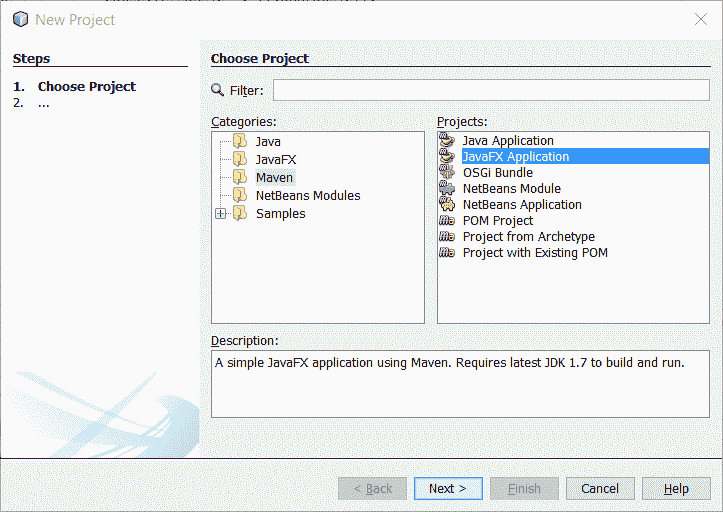 New Project
Steps
1. Choose Project
2. ...
Choose Project
Filter:
Categories:
Java
JavaFX
Maven
NetBeans Modules
Samples
Projects:
Java Application
JavaFX Application
OSGi Bundle
NetBeans Module
NetBeans Application
POM Project
Project from Archetype
Project with Existing POM
Description:
A simple JavaFX application using Maven. Requires latest JDK 1.7 to build and run.
< Back
Next >
Finish
Cancel
Help